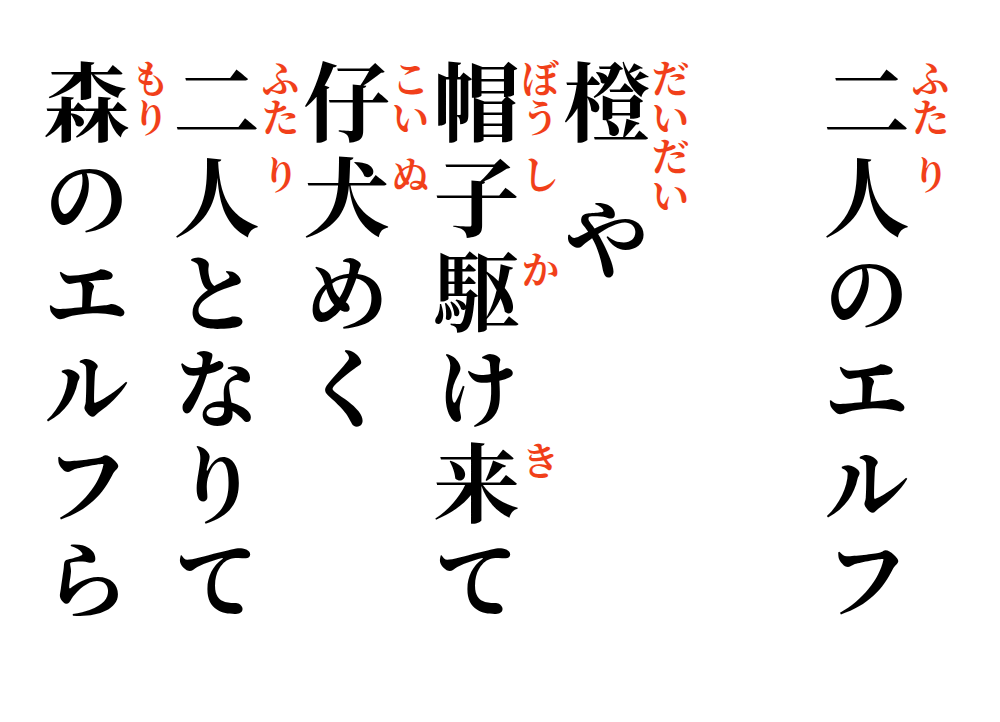 二人のエルフ
橙や
帽子駆け来て
仔犬めく
二人となりて
森のエルフら